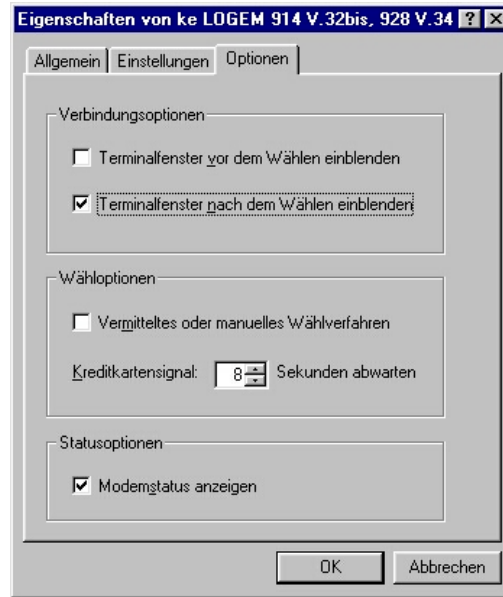 Eigenschaften von ke LOGEM 914 V.32bis, 928 V.34
Allgemein Einstellungen Optionen
Verbindungsoptionen
Terminalfenster vor dem Wählen einblenden
Terminalfenster nach dem Wählen einblenden
Wähloptionen
Vermitteltes oder manuelles Wählverfahren
Kreditkartensignal: 8 Sekunden abwarten
Statusoptionen
Modemstatus anzeigen
OK Abbrechen